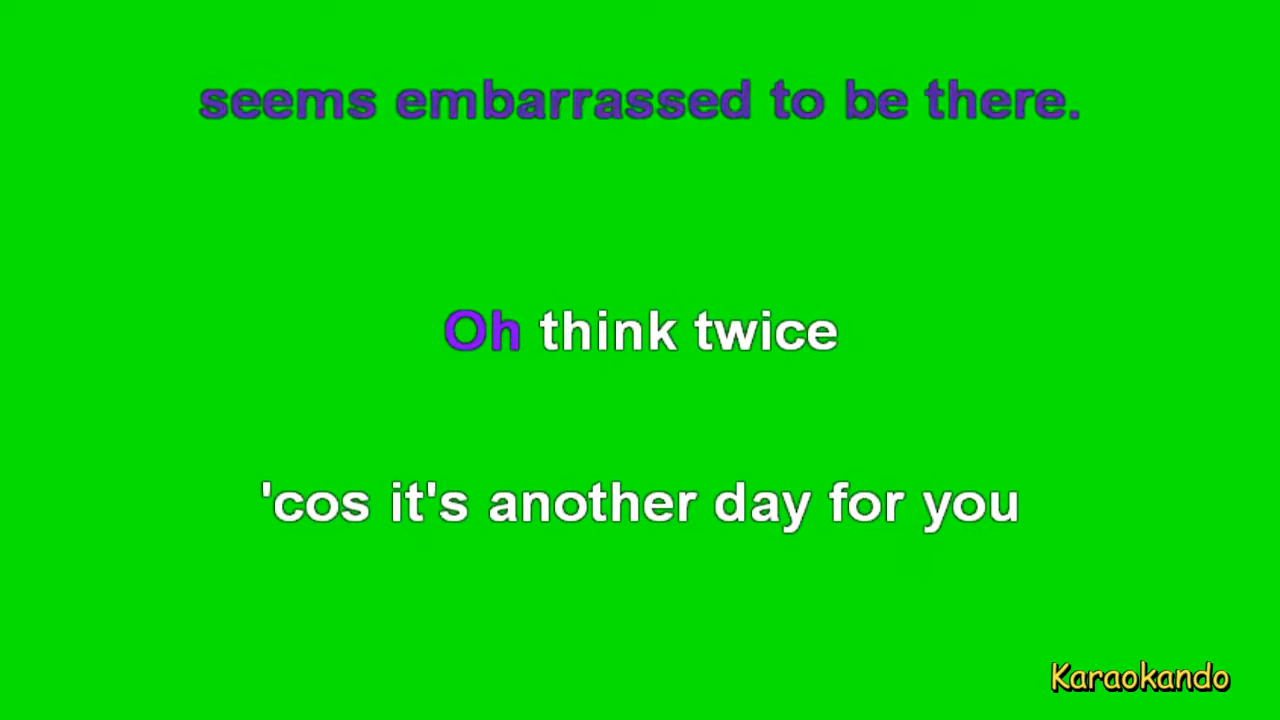 seems embarrassed to be there.
Oh think twice
'cos it's another day for you
Karaokando